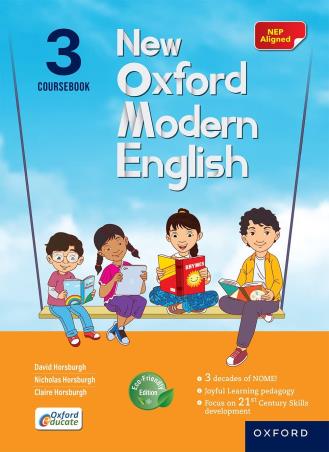 3
COURSEBOOK
NEP
Aligned
New
Oxford
Modern
English
RHYMES
David Horsburgh
Nicholas Horsburgh
Claire Horsburgh
Oxford
educate
Eco-Friendly
Edition
3 decades of NOME!
Joyful Learning pedagogy
Focus on 21ST Century Skills
development
OXFORD